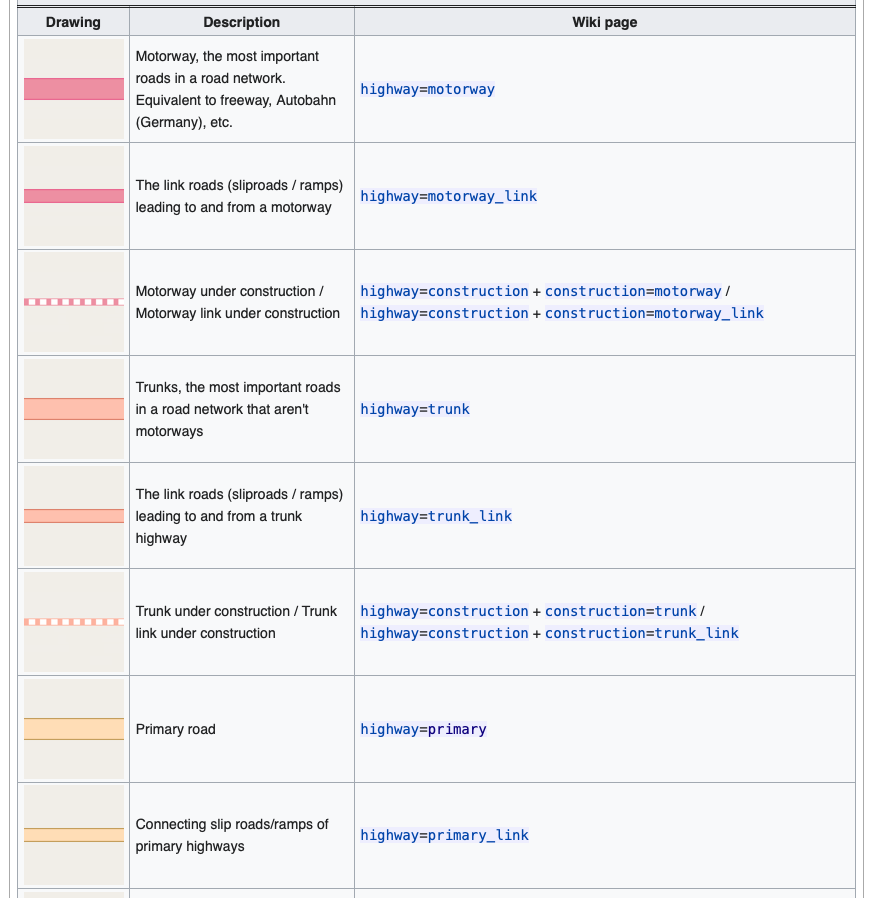 Drawing Description Wiki page
Motorway, the most important
roads in a road network.
Equivalent to freeway, Autobahn
(Germany), etc.
highway=motorway
The link roads (sliproads / ramps)
leading to and from a motorway
highway=motorway_link
Motorway under construction /
Motorway link under construction
highway=construction + construction=motorway /
highway=construction + construction=motorway_link
Trunks, the most important roads
in a road network that aren't
motorways
highway=trunk
The link roads (sliproads / ramps)
leading to and from a trunk
highway
highway=trunk_link
Trunk under construction / Trunk
link under construction
highway=construction + construction=trunk /
highway=construction + construction=trunk_link
Primary road
highway=primary
Connecting slip roads/ramps of
primary highways
highway=primary_link